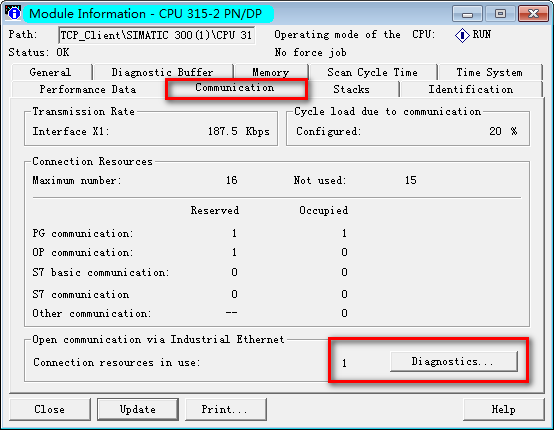 Module Information - CPU 315-2 PN/DP
Path: TCP_Client\SIMATIC 300(1)\CPU 31 Operating mode of the CPU: RUN
Status: OK No force job
General Diagnostic Buffer Memory Scan Cycle Time Time System
Performance Data Communication Stacks Identification
Transmission Rate Cycle load due to communication
Interface X1: 187.5 Kbps Configured: 20 %
Connection Resources
Maximum number: 16 Not used: 15
Reserved Occupied
PG communication: 1 1
OP communication: 1 0
S7 basic communication: 0 0
S7 communication 0 0
Other communication: -- 0
Open communication via Industrial Ethernet
Connection resources in use: 1 Diagnostics...
Close Update Print... Help